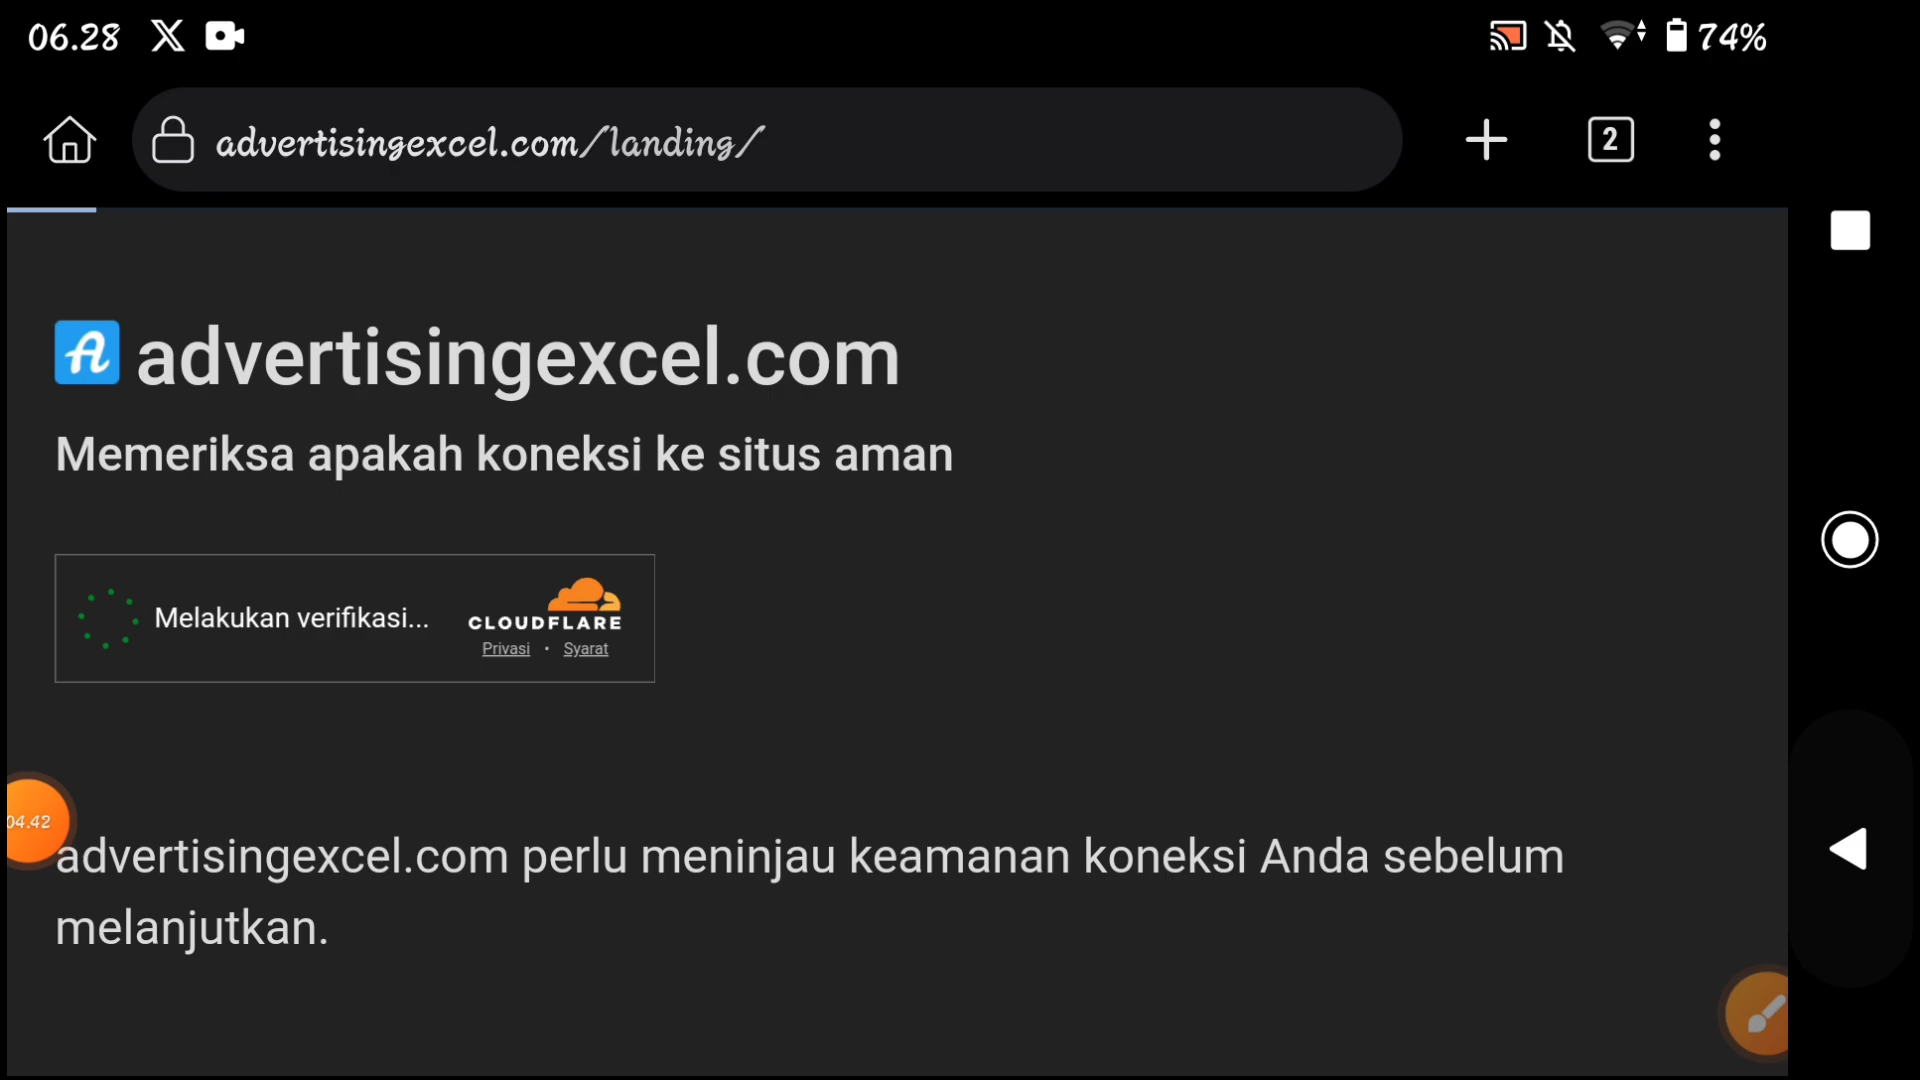 06.28
74%
advertisingexcel.com/landing/
2
A advertisingexcel.com
Memeriksa apakah koneksi ke situs aman
Melakukan verifikasi...
CLOUDFLARE
Privasi • Syarat
04.42
advertisingexcel.com perlu meninjau keamanan koneksi Anda sebelum
melanjutkan.